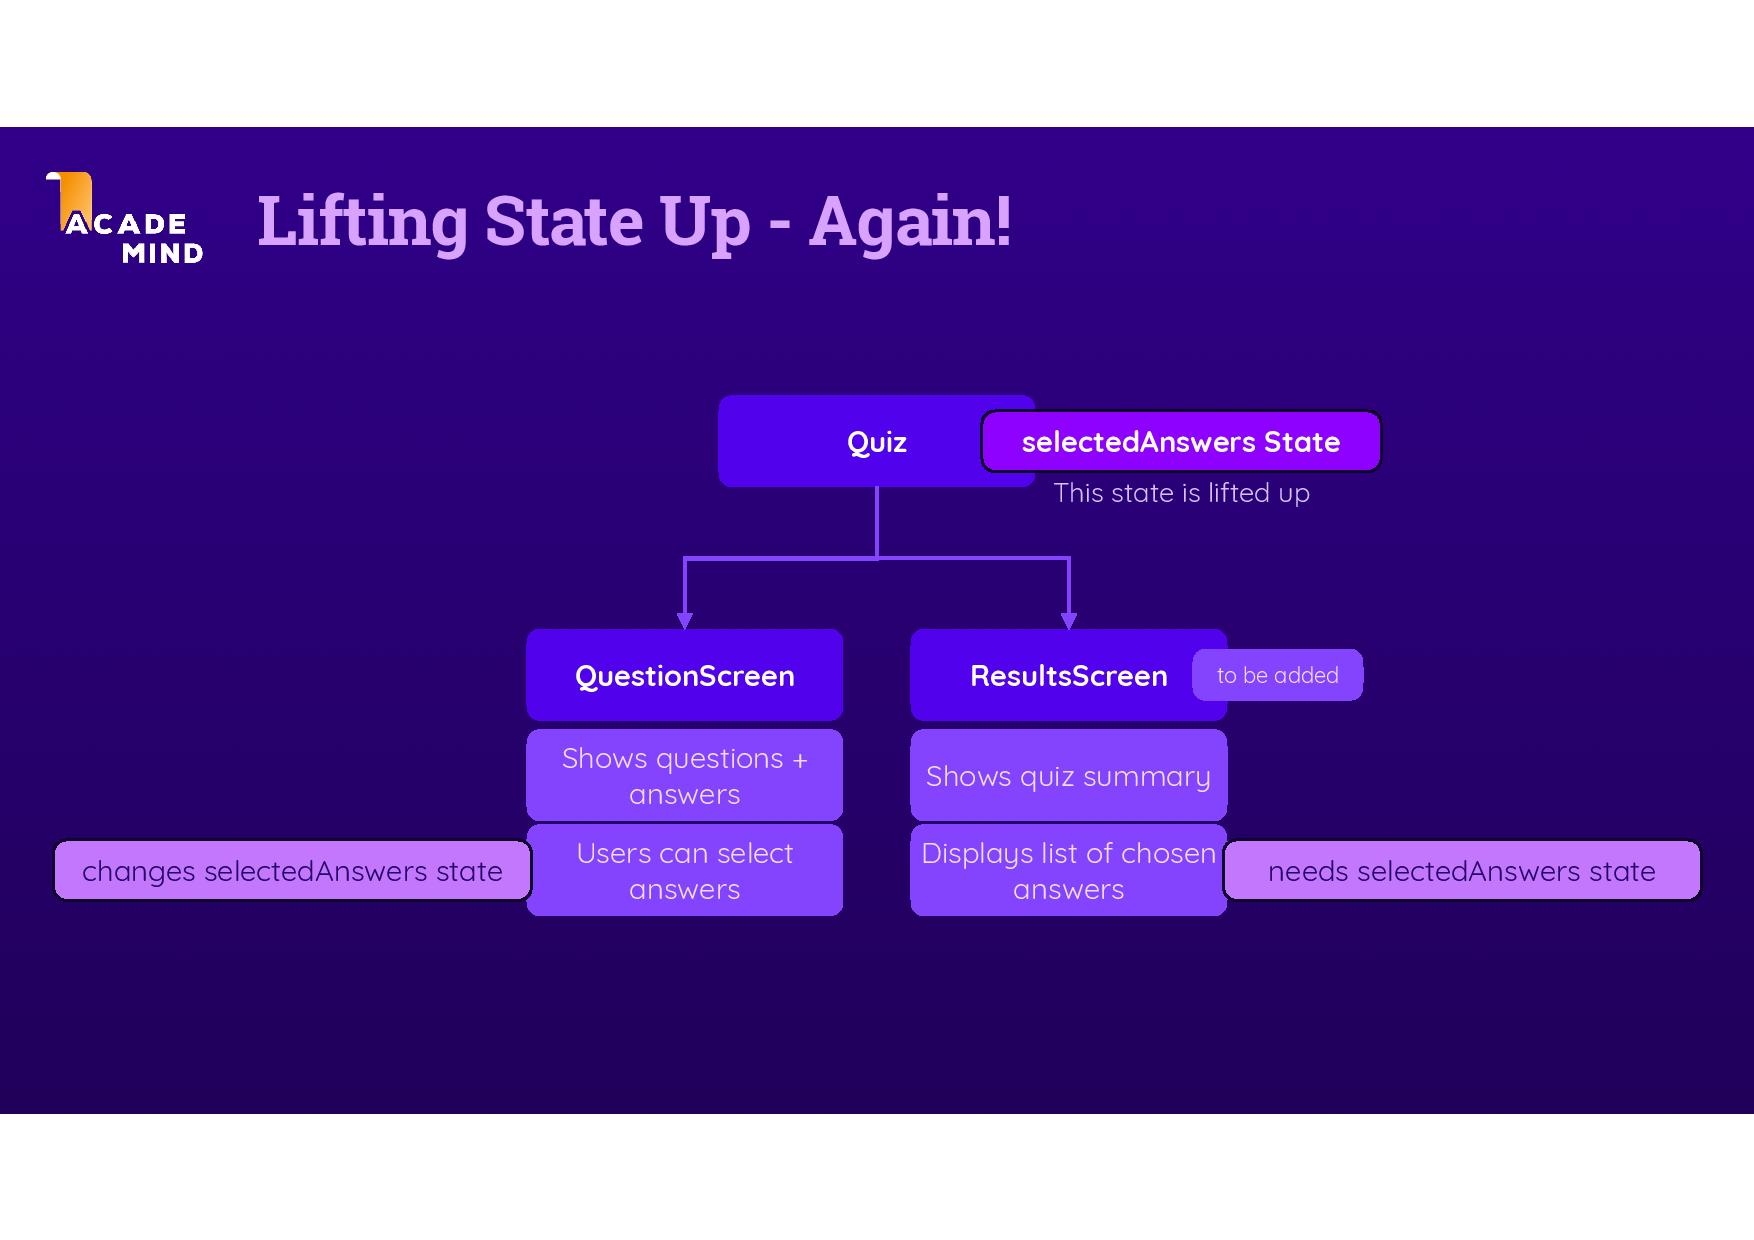 ACADE
MIND
Lifting State Up - Again!
Quiz
selectedAnswers State
This state is lifted up
QuestionScreen
ResultsScreen
to be added
Shows questions +
answers
Shows quiz summary
changes selectedAnswers state
Users can select
answers
Displays list of chosen
answers
needs selectedAnswers state